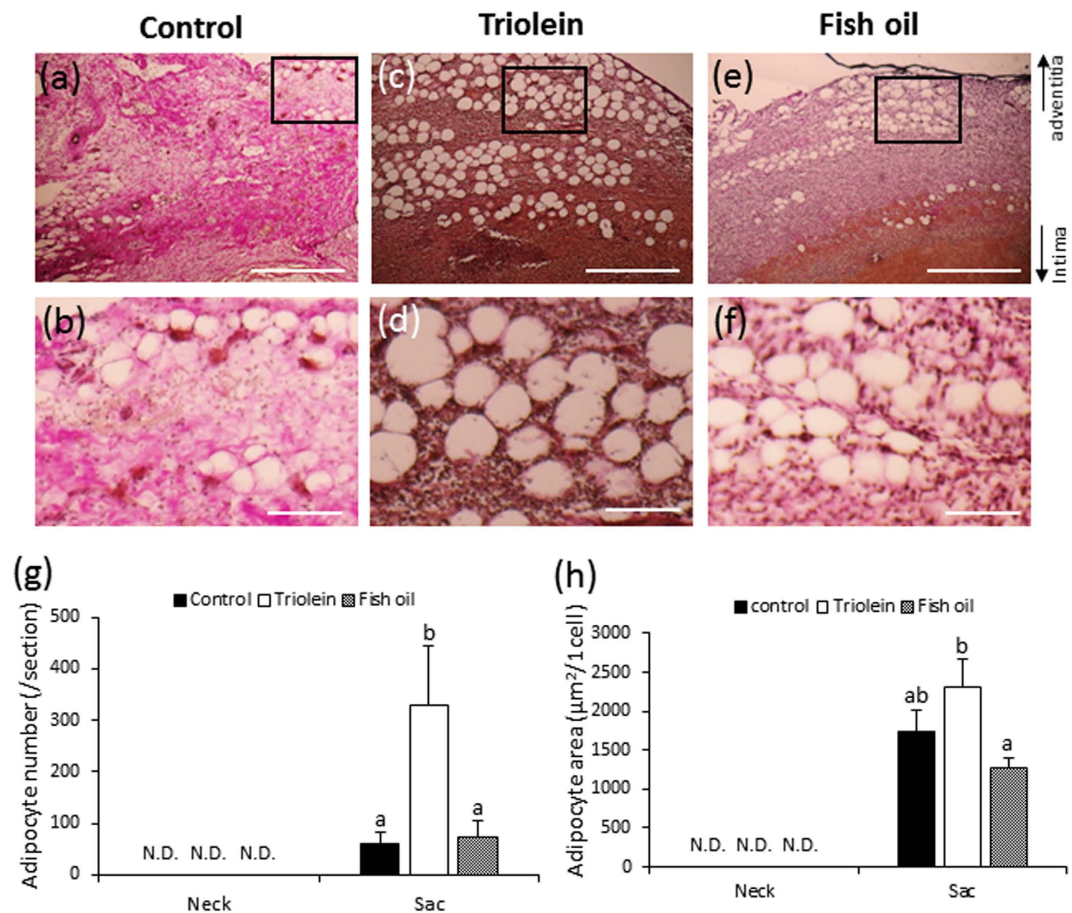 Control Triolein Fish oil
(a) (c) (e)
adventitia
Intima
(b) (d) (f)
(g)
Control Triolein Fish oil
Adipocyte number (/section)
500
400
300
200
100
0
N.D. N.D. N.D.
a b a
Neck Sac
(h)
control Triolein Fish oil
Adipocyte area (µm²/1cell)
3000
2500
2000
1500
1000
500
0
N.D. N.D. N.D.
ab b a
Neck Sac